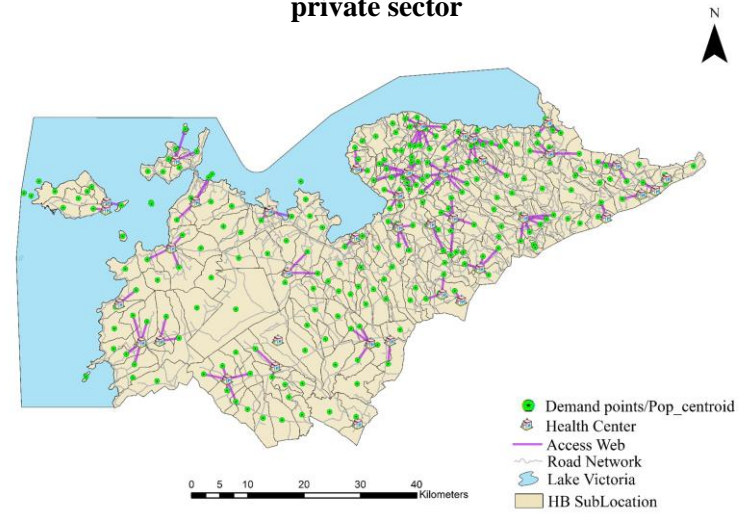 private sector
N
Demand points/Pop_centroid
Health Center
Access Web
Road Network
Lake Victoria
HB SubLocation
0 5 10 20 30 40
Kilometers